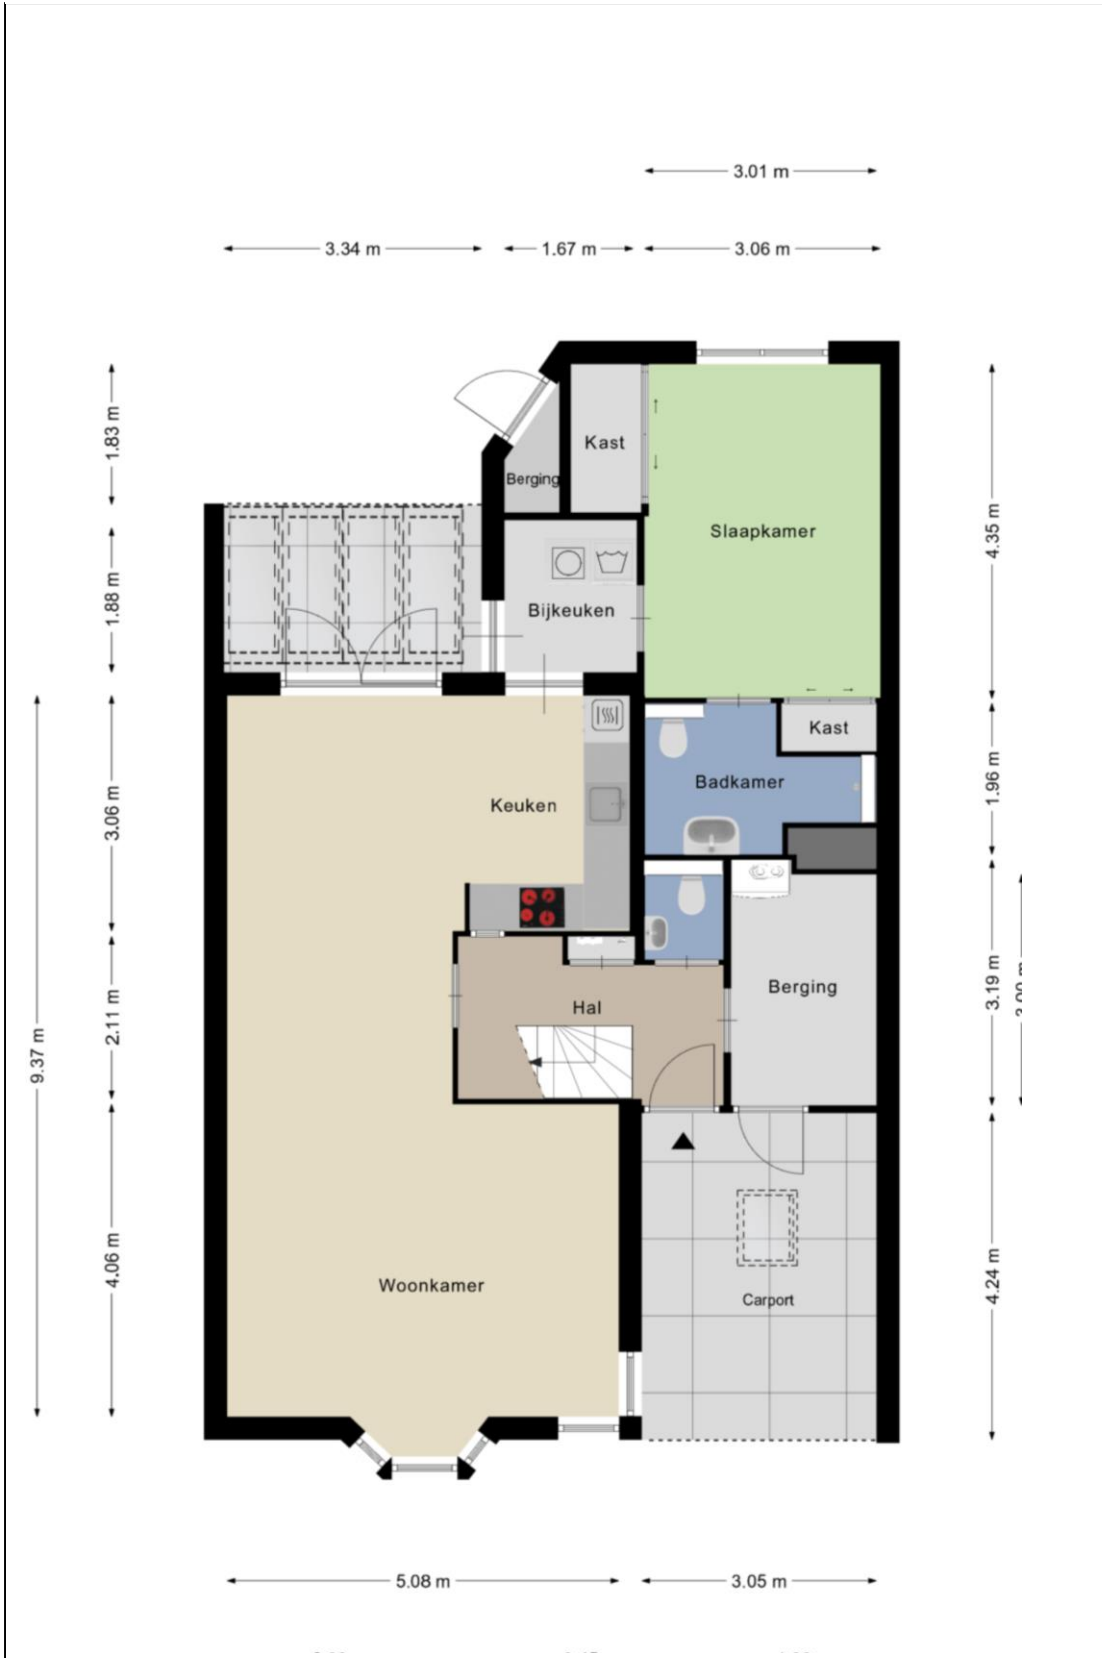 3.01 m
3.34 m
1.67 m
3.06 m
1.83 m
Kast
Berging
Slaapkamer
4.35 m
1.88 m
Bijkeuken
Kast
Badkamer
1.96 m
Keuken
3.06 m
Berging
3.19 m
Hal
2.11 m
9.37 m
4.06 m
Woonkamer
Carport
4.24 m
5.08 m
3.05 m